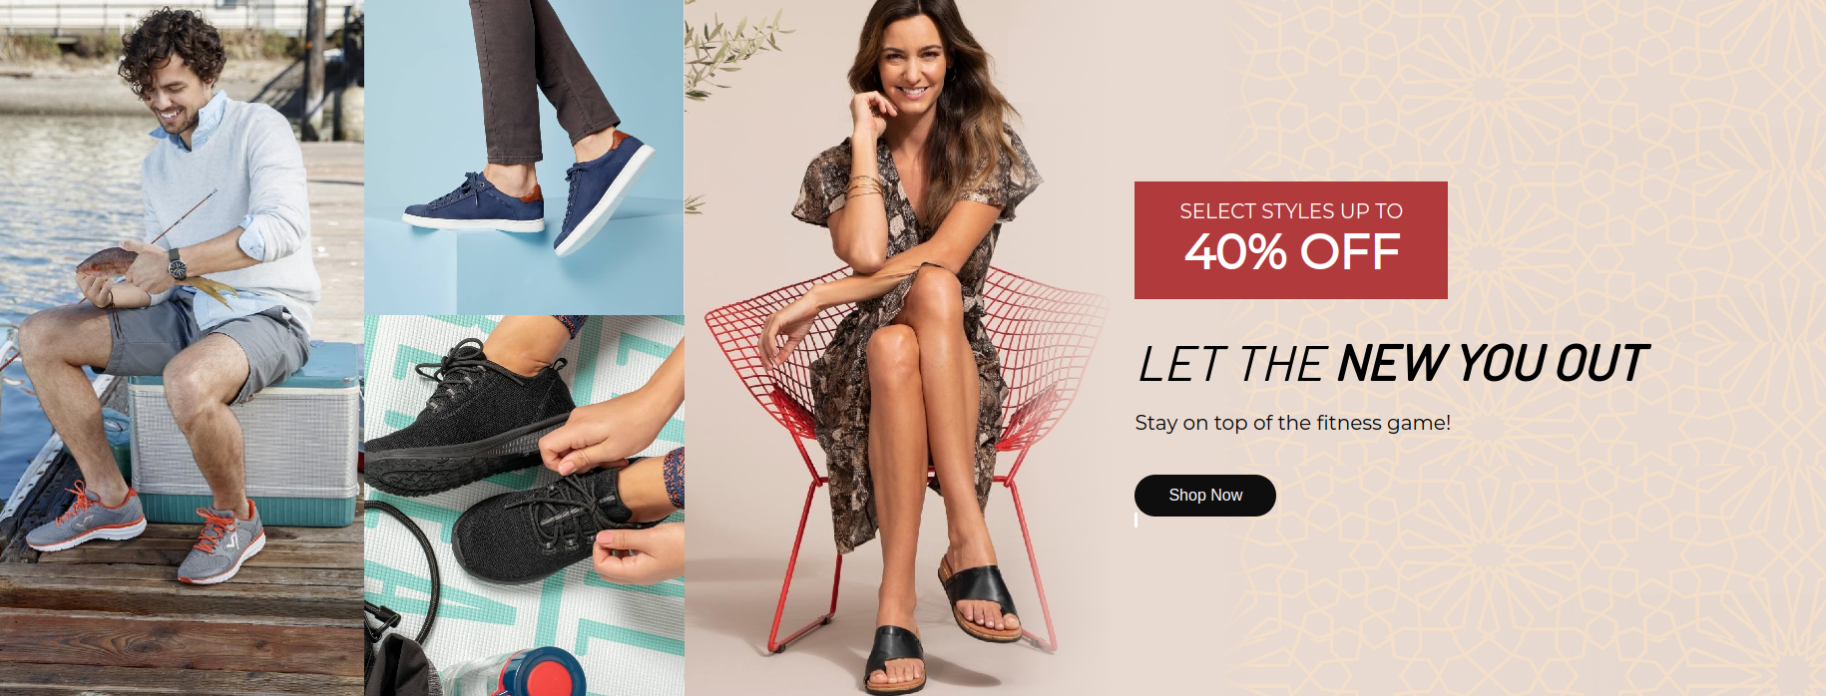 SELECT STYLES UP TO
40% OFF
LET THE NEW YOU OUT
Stay on top of the fitness game!
Shop Now